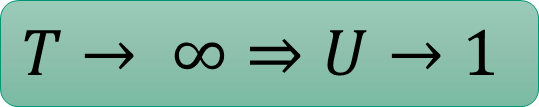 T → ∞ ⇒ U → 1